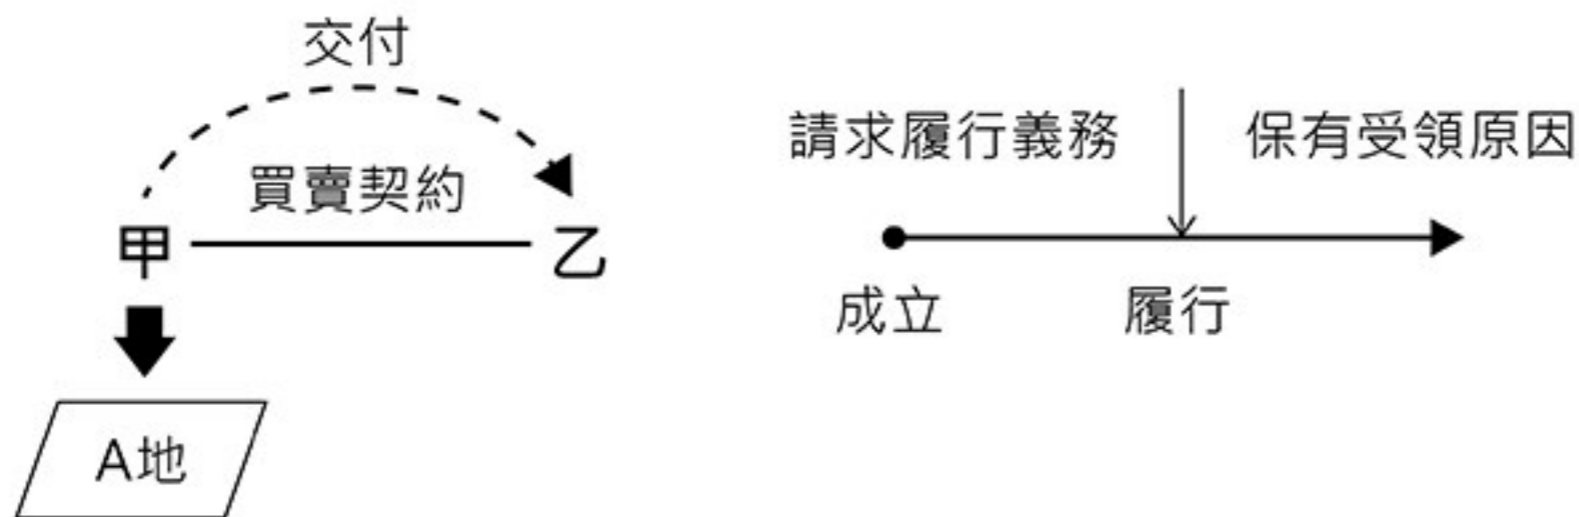 交付
買賣契約
甲
乙
A地
請求履行義務
保有受領原因
成立
履行